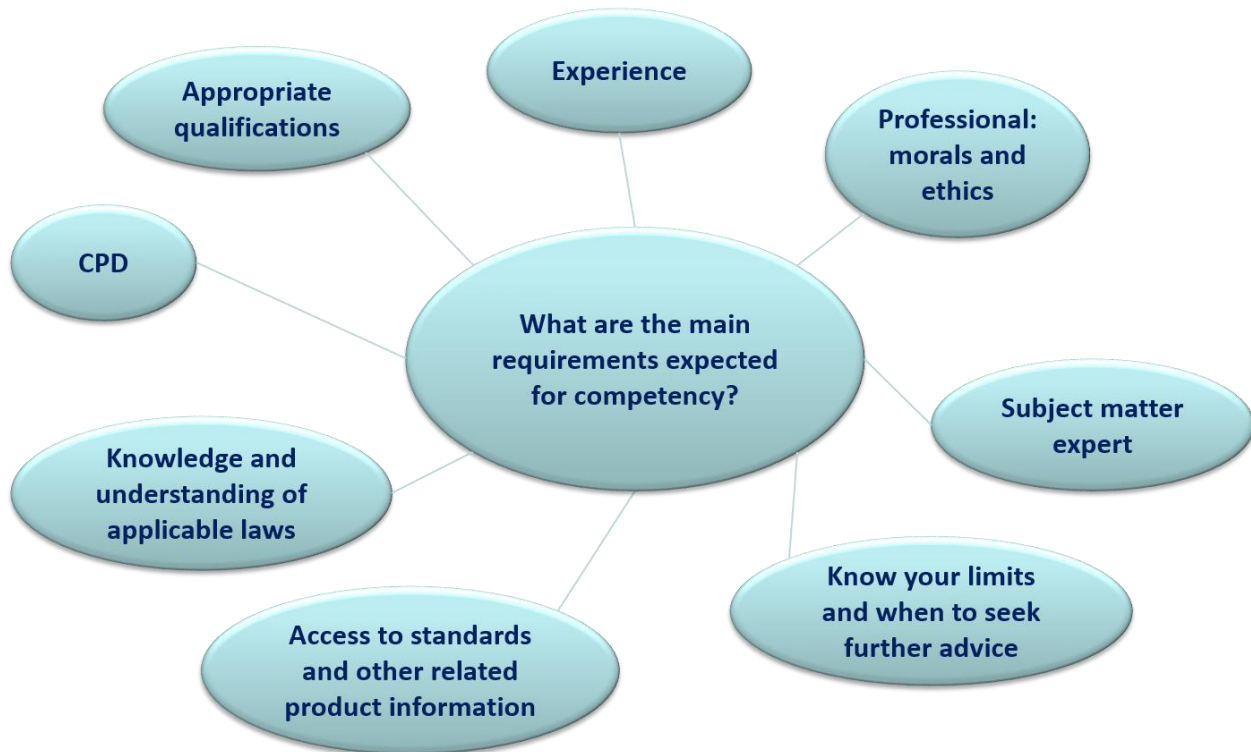 Experience
Appropriate
qualifications
Professional:
morals and
ethics
CPD
What are the main
requirements expected
for competency?
Subject matter
expert
Knowledge and
understanding of
applicable laws
Know your limits
and when to seek
further advice
Access to standards
and other related
product information